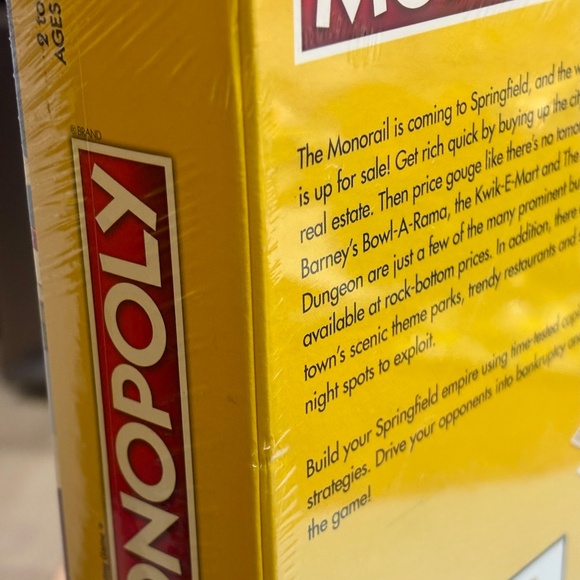 2 to
AGES
® BRAND
MONOPOLY
The Monorail is coming to Springfield, and the
is up for sale! Get rich quick by buying up the
real estate. Then price gouge like there's no
Barney's Bowl-A-Rama, the Kwik-E-Mart and The
Dungeon are just a few of the many prominent
available at rock-bottom prices. In addition, there
town's scenic theme parks, trendy restaurants and
night spots to exploit.
Build your Springfield empire using time-tested
strategies. Drive your opponents into bankruptcy
the game!